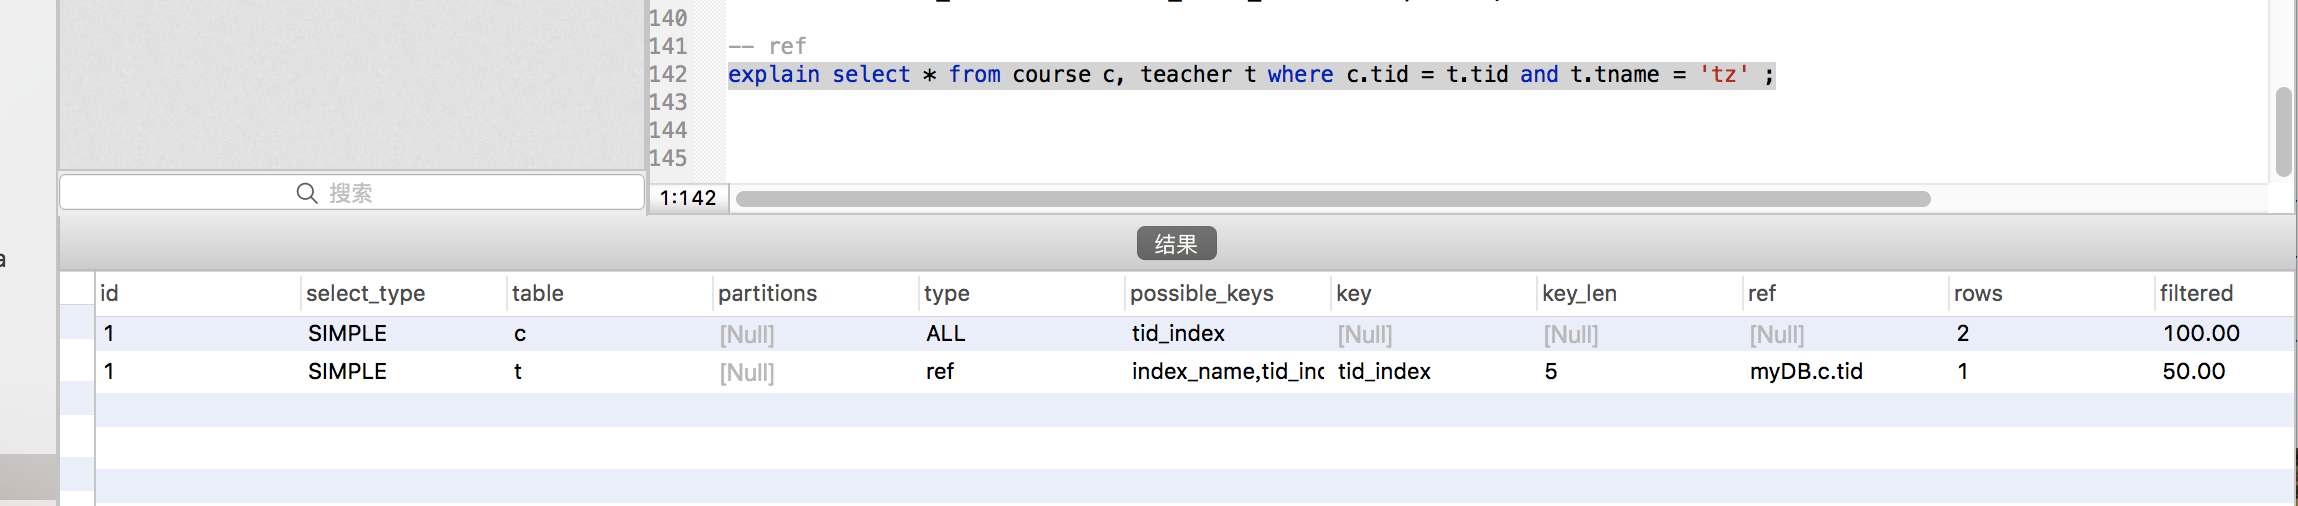 140
141 -- ref
142 explain select * from course c, teacher t where c.tid = t.tid and t.tname = 'tz' ;
143
144
145
搜索
1:142
结果
a
id select_type table partitions type possible_keys key key_len ref rows filtered
1 SIMPLE c [Null] ALL tid_index [Null] [Null] [Null] 2 100.00
1 SIMPLE t [Null] ref index_name,tid_inc tid_index 5 myDB.c.tid 1 50.00